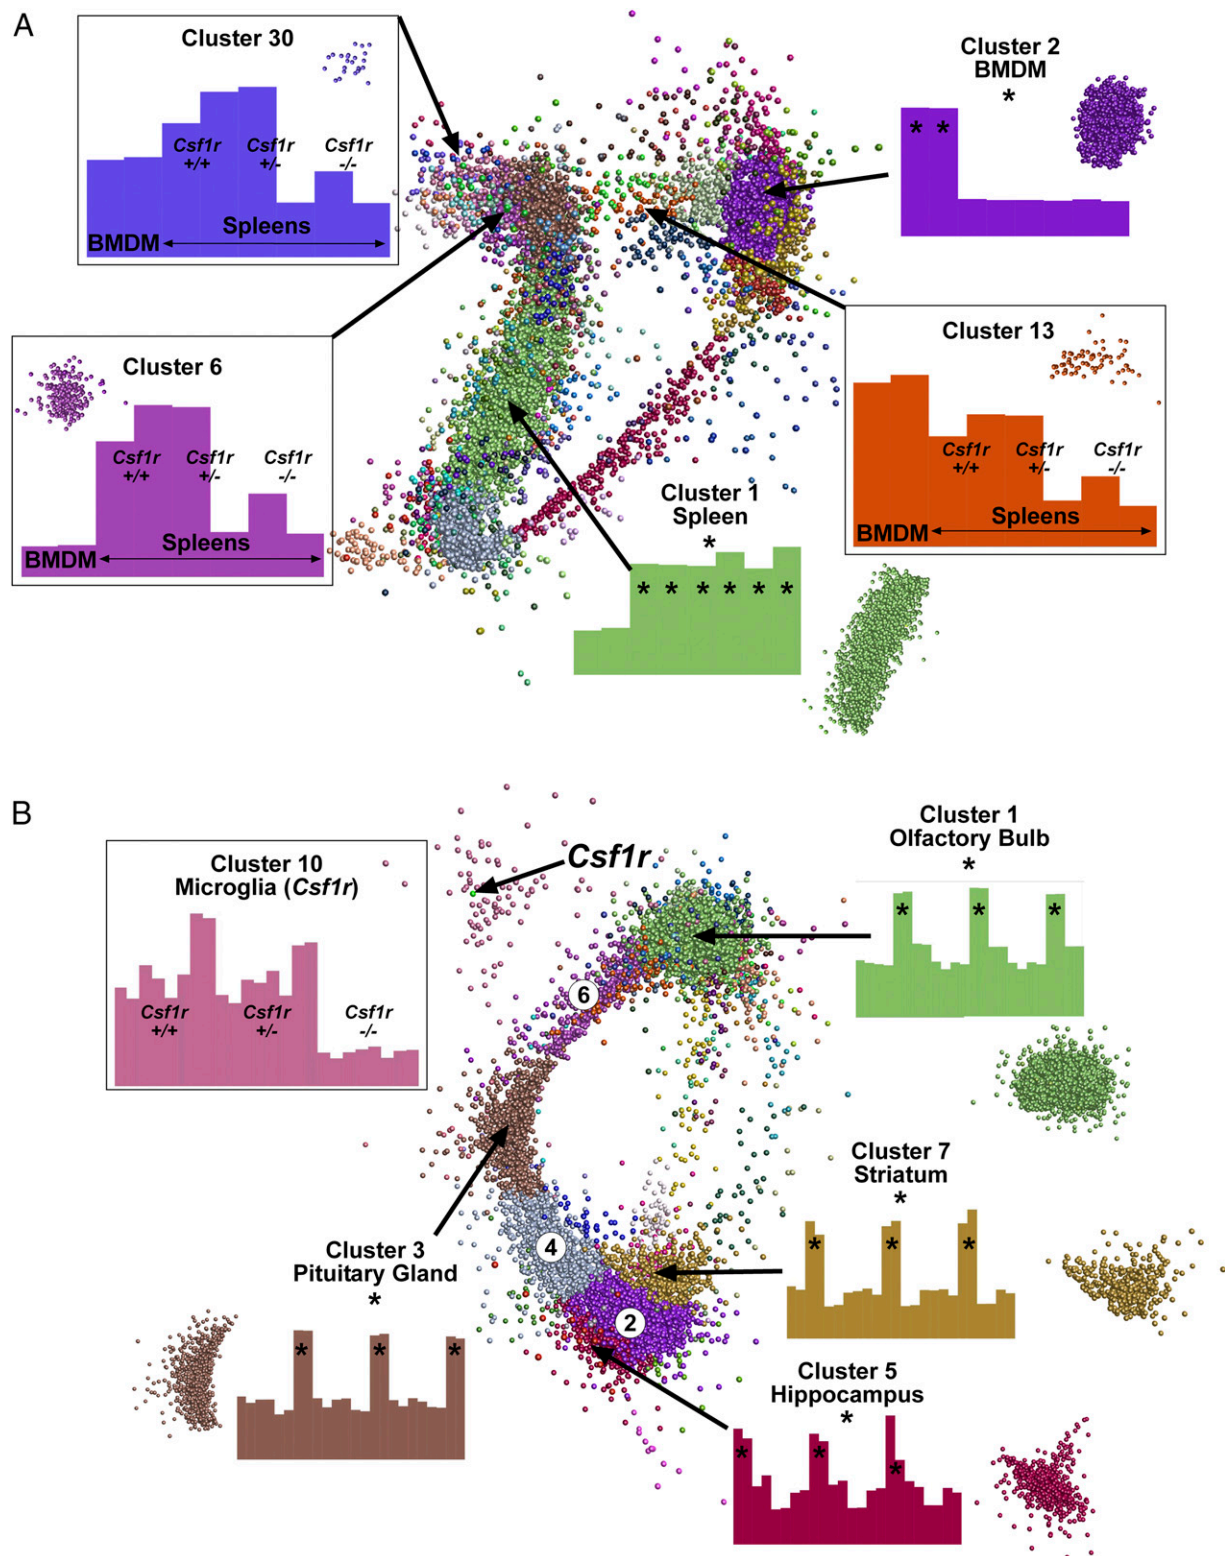 A
Cluster 30
Csf1r
+/+
Csf1r
+/-
Csf1r
-/-
BMDM
Spleens
Cluster 2
BMDM
*
* *
Cluster 6
Csf1r
+/+
Csf1r
+/-
Csf1r
-/-
BMDM
Spleens
Cluster 13
Csf1r
+/+
Csf1r
+/-
Csf1r
-/-
BMDM
Spleens
Cluster 1
Spleen
*
* * * * * *
B
Cluster 10
Microglia (Csf1r)
Csf1r
+/+
Csf1r
+/-
Csf1r
-/-
Csf1r
Cluster 1
Olfactory Bulb
*
* * *
6
Cluster 7
Striatum
*
* * *
4
2
Cluster 3
Pituitary Gland
*
* * *
Cluster 5
Hippocampus
*
* * *